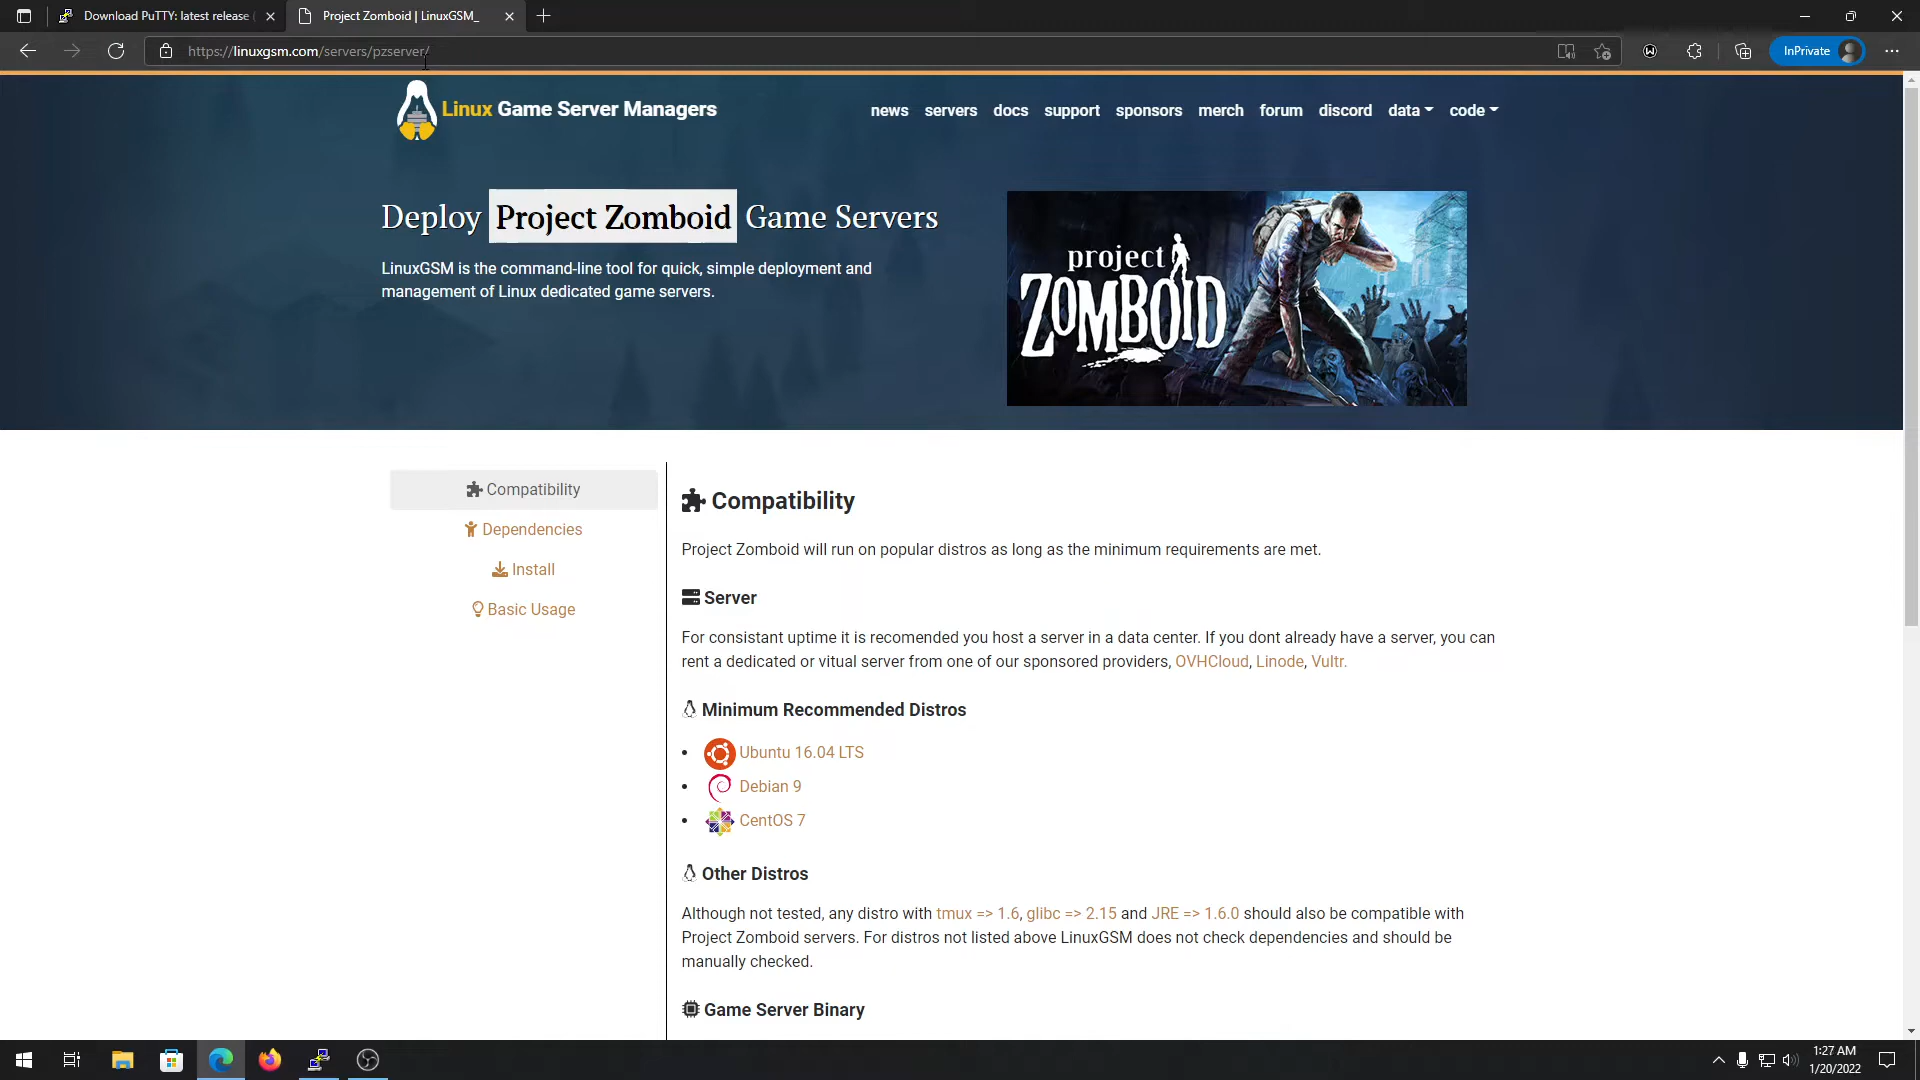 Download PuTTY: latest release (
Project Zomboid | LinuxGSM_
https://linuxgsm.com/servers/pzserver/
InPrivate
Linux Game Server Managers
news
servers
docs
support
sponsors
merch
forum
discord
data
code
Deploy Project Zomboid Game Servers
LinuxGSM is the command-line tool for quick, simple deployment and
management of Linux dedicated game servers.
project
ZOMBOID
Compatibility
Dependencies
Install
Basic Usage
Compatibility
Project Zomboid will run on popular distros as long as the minimum requirements are met.
Server
For consistant uptime it is recomended you host a server in a data center. If you dont already have a server, you can
rent a dedicated or vitual server from one of our sponsored providers, OVHCloud, Linode, Vultr.
Minimum Recommended Distros
Ubuntu 16.04 LTS
Debian 9
CentOS 7
Other Distros
Although not tested, any distro with tmux => 1.6, glibc => 2.15 and JRE => 1.6.0 should also be compatible with
Project Zomboid servers. For distros not listed above LinuxGSM does not check dependencies and should be
manually checked.
Game Server Binary
1:27 AM
1/20/2022